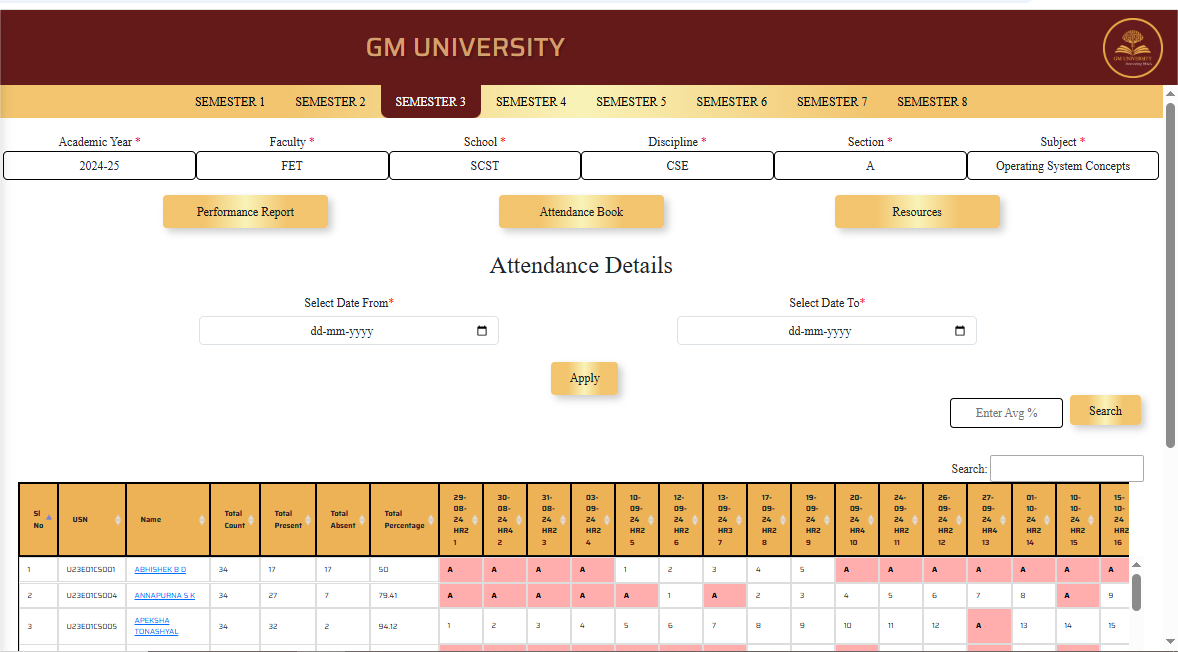 GM UNIVERSITY
GM UNIVERSITY
SEMESTER 1 SEMESTER 2 SEMESTER 3 SEMESTER 4 SEMESTER 5 SEMESTER 6 SEMESTER 7 SEMESTER 8
Academic Year * Faculty * School * Discipline * Section * Subject *
2024-25 FET SCST CSE A Operating System Concepts
Performance Report Attendance Book Resources
Attendance Details
Select Date From* Select Date To*
dd-mm-yyyy dd-mm-yyyy
Apply
Enter Avg % Search
Search:
Sl No USN Name Total Count Total Present Total Absent Total Percentage 29-08-24 HR2 1 30-08-24 HR4 2 31-08-24 HR2 3 03-09-24 HR2 4 10-09-24 HR2 5 12-09-24 HR2 6 13-09-24 HR3 7 17-09-24 HR2 8 19-09-24 HR2 9 20-09-24 HR4 10 24-09-24 HR2 11 26-09-24 HR2 12 27-09-24 HR4 13 01-10-24 HR2 14 10-10-24 HR2 15 15-10-24 HR2 16
1 U23E01CS001 ABHISHEK B D 34 17 17 50 A A A A 1 2 3 4 5 A A A A A A A
2 U23E01CS004 ANNAPURNA S K 34 27 7 79.41 A A A A A 1 A 2 3 4 5 6 7 8 A 9
3 U23E01CS005 APEKSHA TONASHYAL 34 32 2 94.12 1 2 3 4 5 6 7 8 9 10 11 12 A 13 14 15